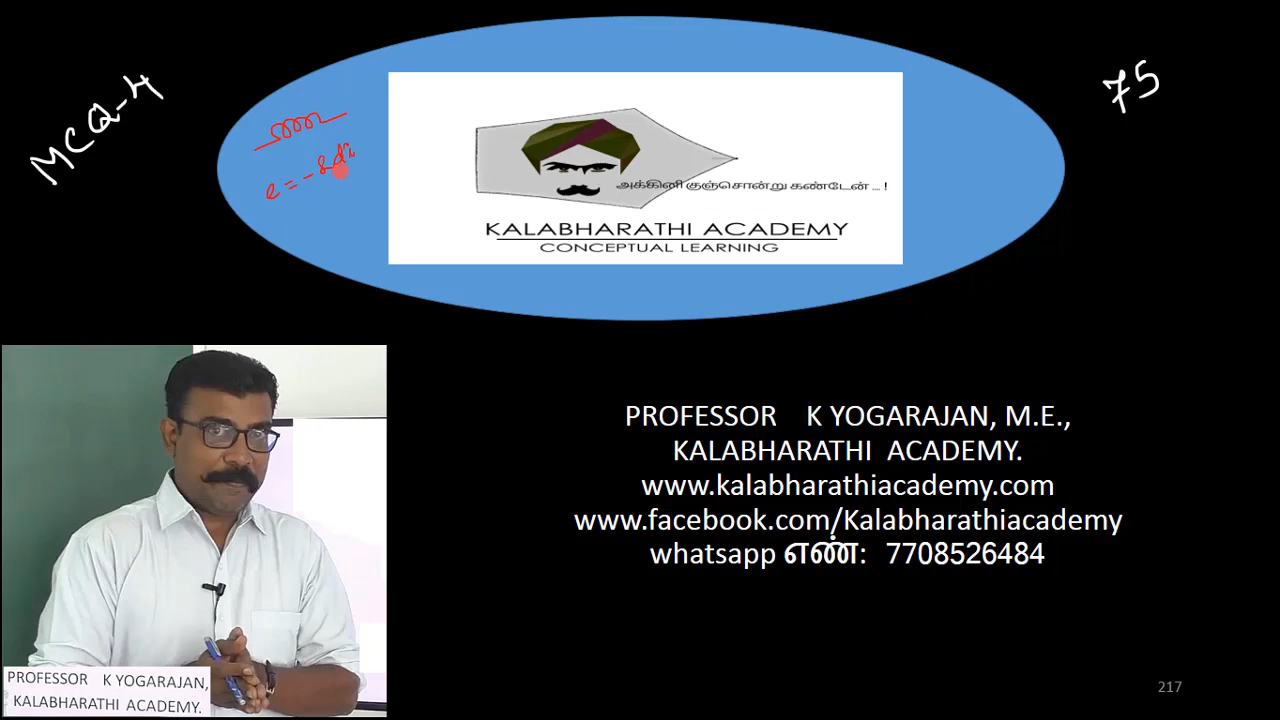 MCQ-4
75
e = -
அக்கினி குஞ்சொன்று கண்டேன் ... !
KALABHARATHI ACADEMY
CONCEPTUAL LEARNING
PROFESSOR K YOGARAJAN, M.E.,
KALABHARATHI ACADEMY.
www.kalabharathiacademy.com
www.facebook.com/Kalabharathiacademy
whatsapp எண்: 7708526484
PROFESSOR K YOGARAJAN,
KALABHARATHI ACADEMY.
217